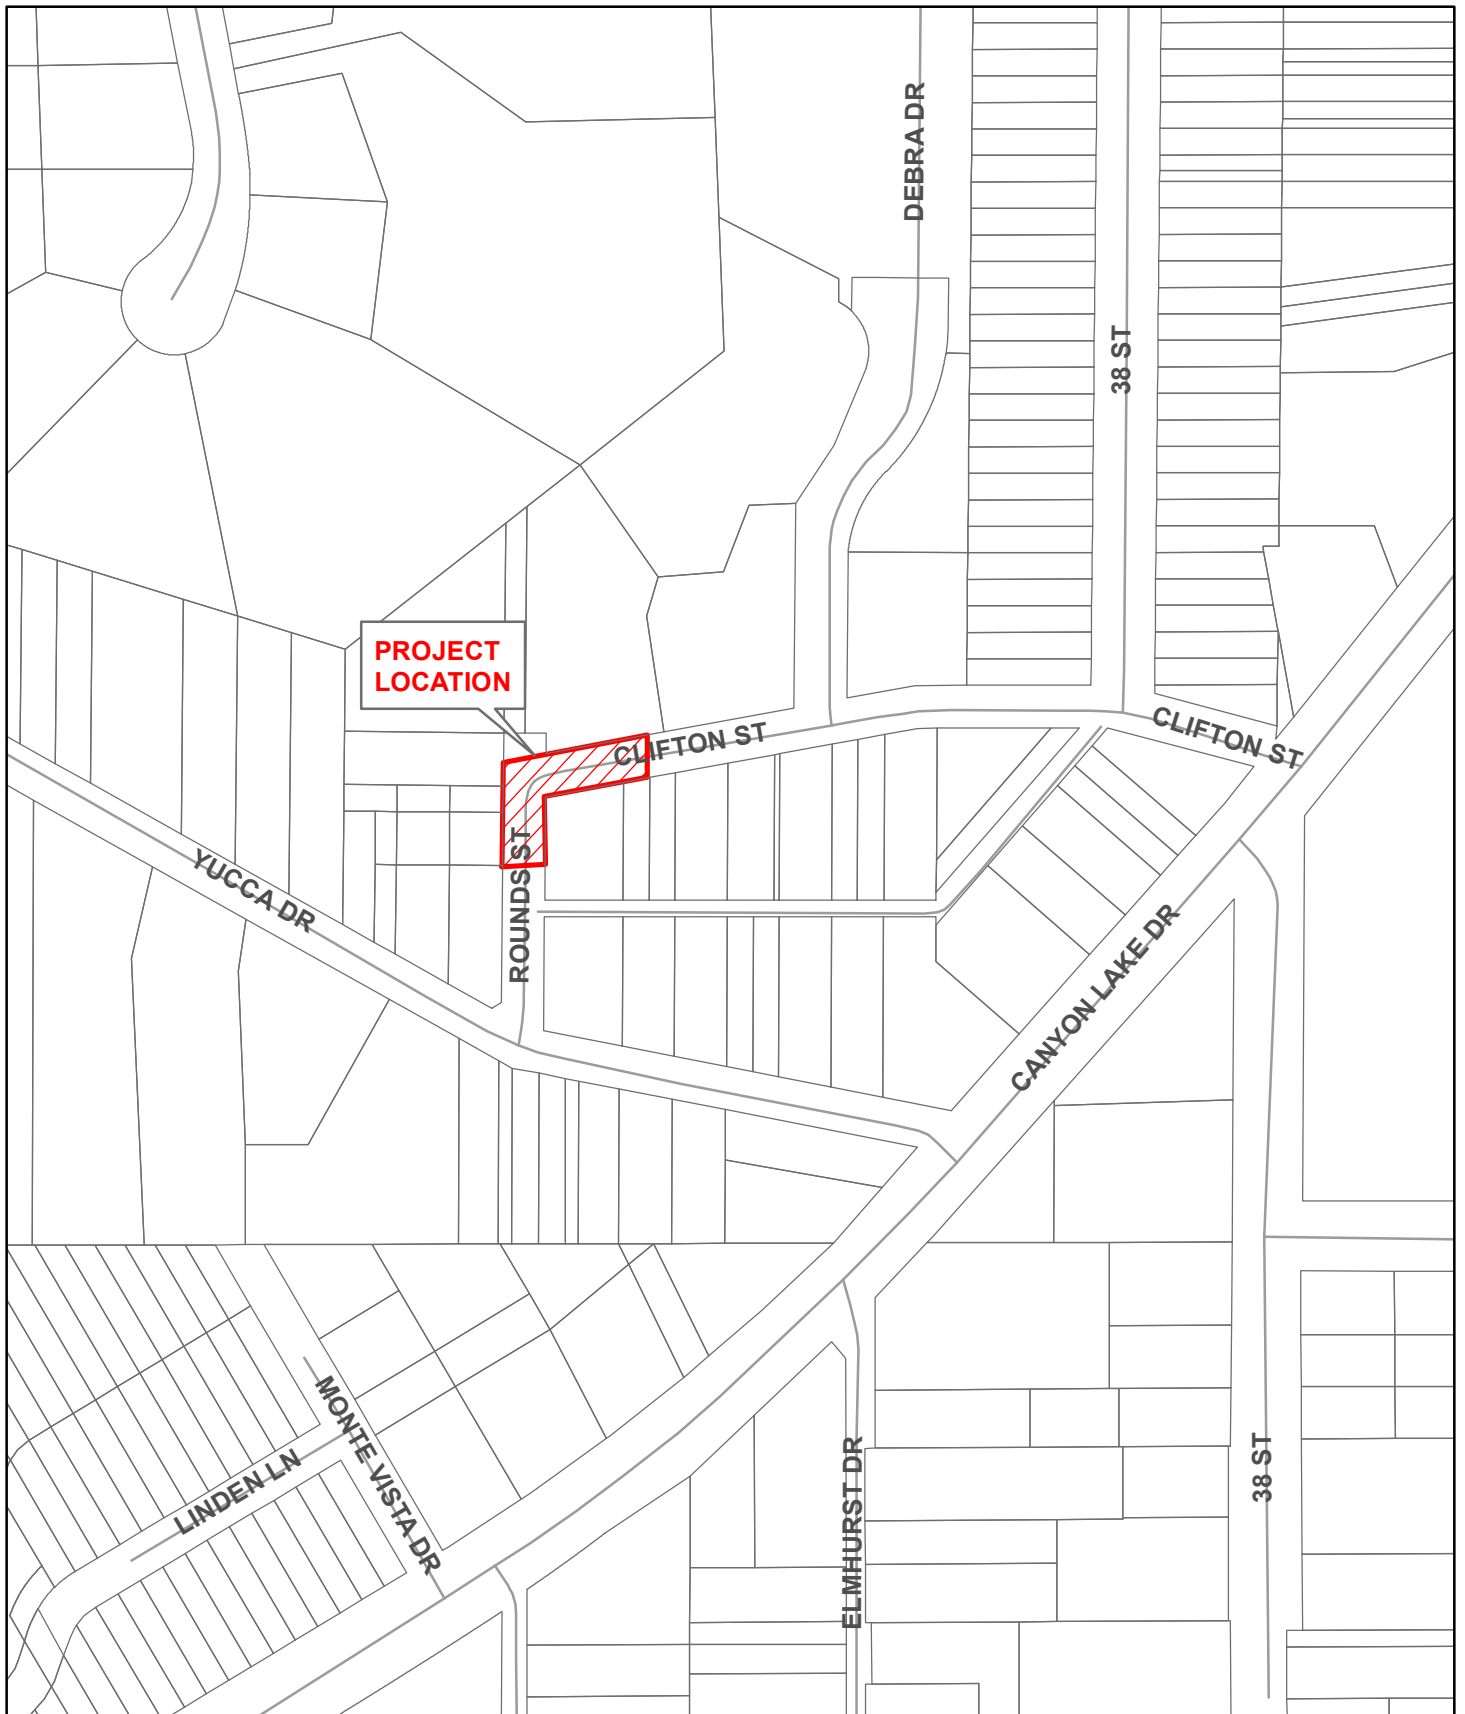 DEBRA DR
38 ST
PROJECT
LOCATION
CLIFTON ST
CLIFTON ST
YUCCA DR
ROUNDS ST
CANYON LAKE DR
MONTE VISTA DR
LINDEN LN
ELMHURST DR
38 ST